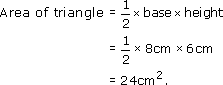 Area of triangle = 1/2 × base × height
= 1/2 × 8cm × 6cm
= 24cm².